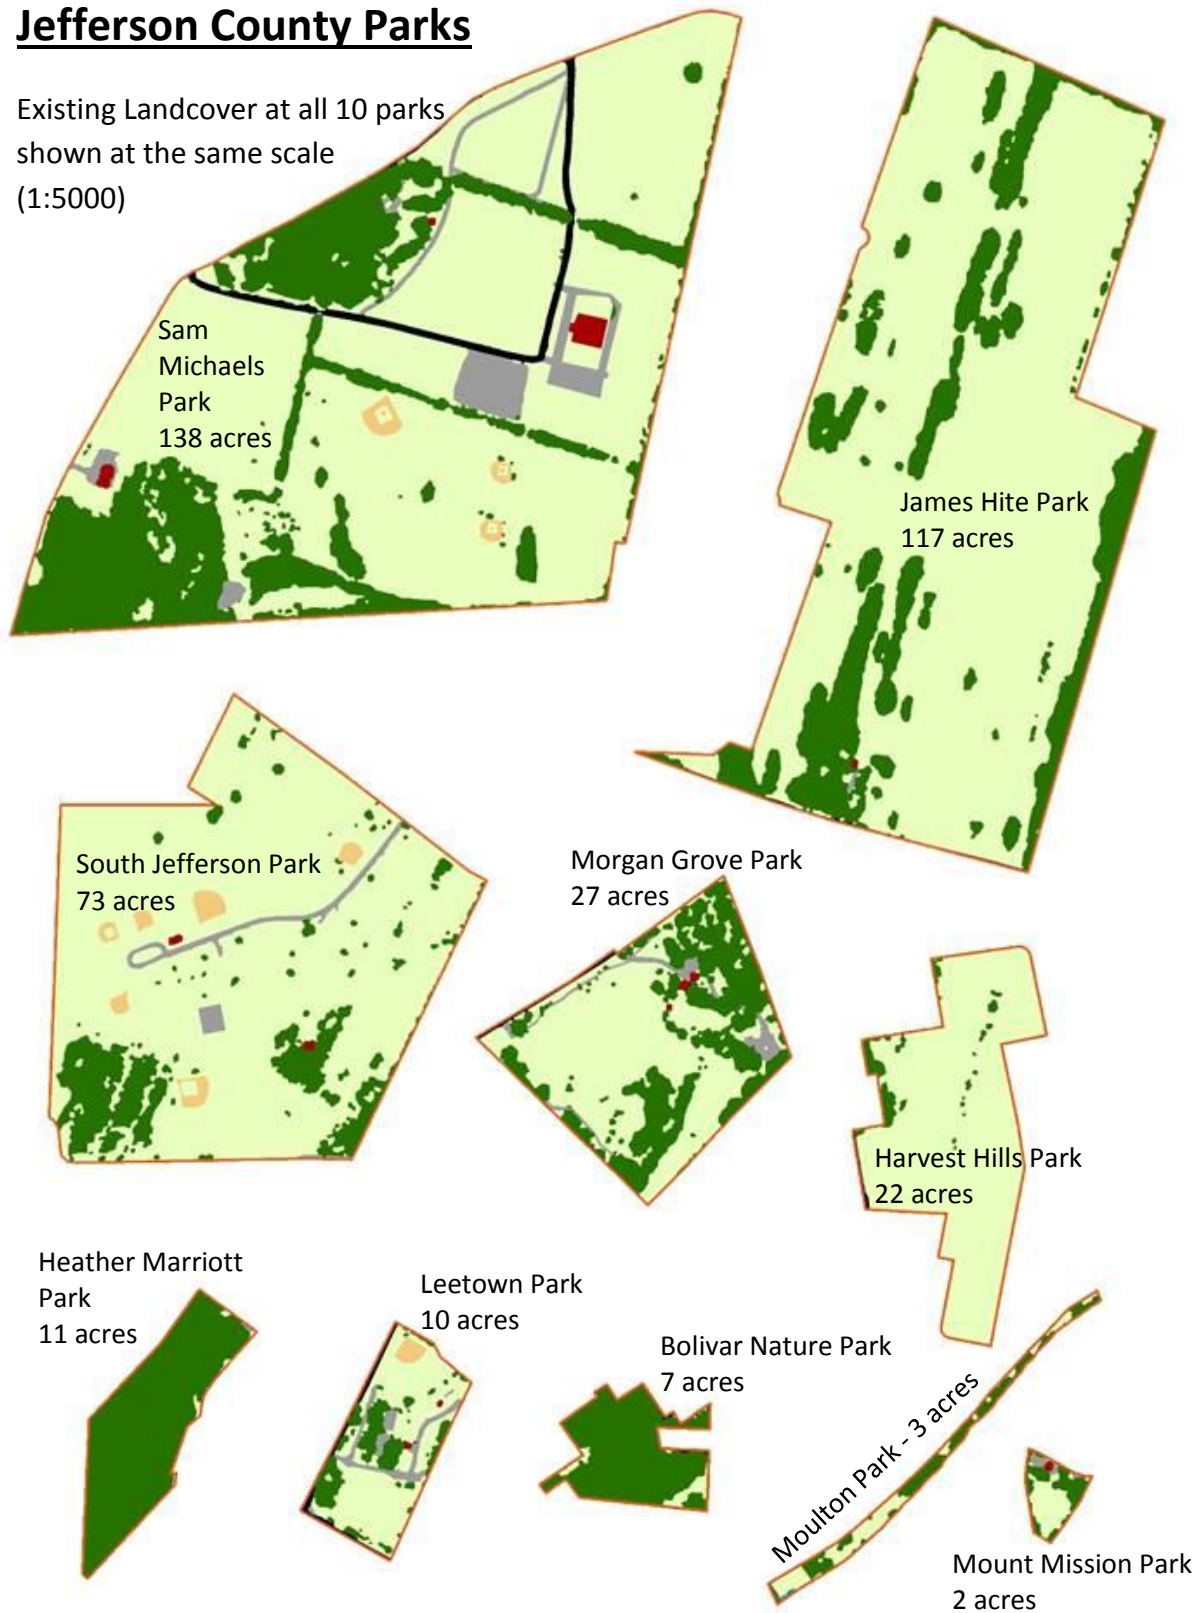 Jefferson County Parks
Existing Landcover at all 10 parks
shown at the same scale
(1:5000)
Sam
Michaels
Park
138 acres
James Hite Park
117 acres
South Jefferson Park
73 acres
Morgan Grove Park
27 acres
Harvest Hills Park
22 acres
Heather Marriott
Park
11 acres
Leetown Park
10 acres
Bolivar Nature Park
7 acres
Moulton Park - 3 acres
Mount Mission Park
2 acres